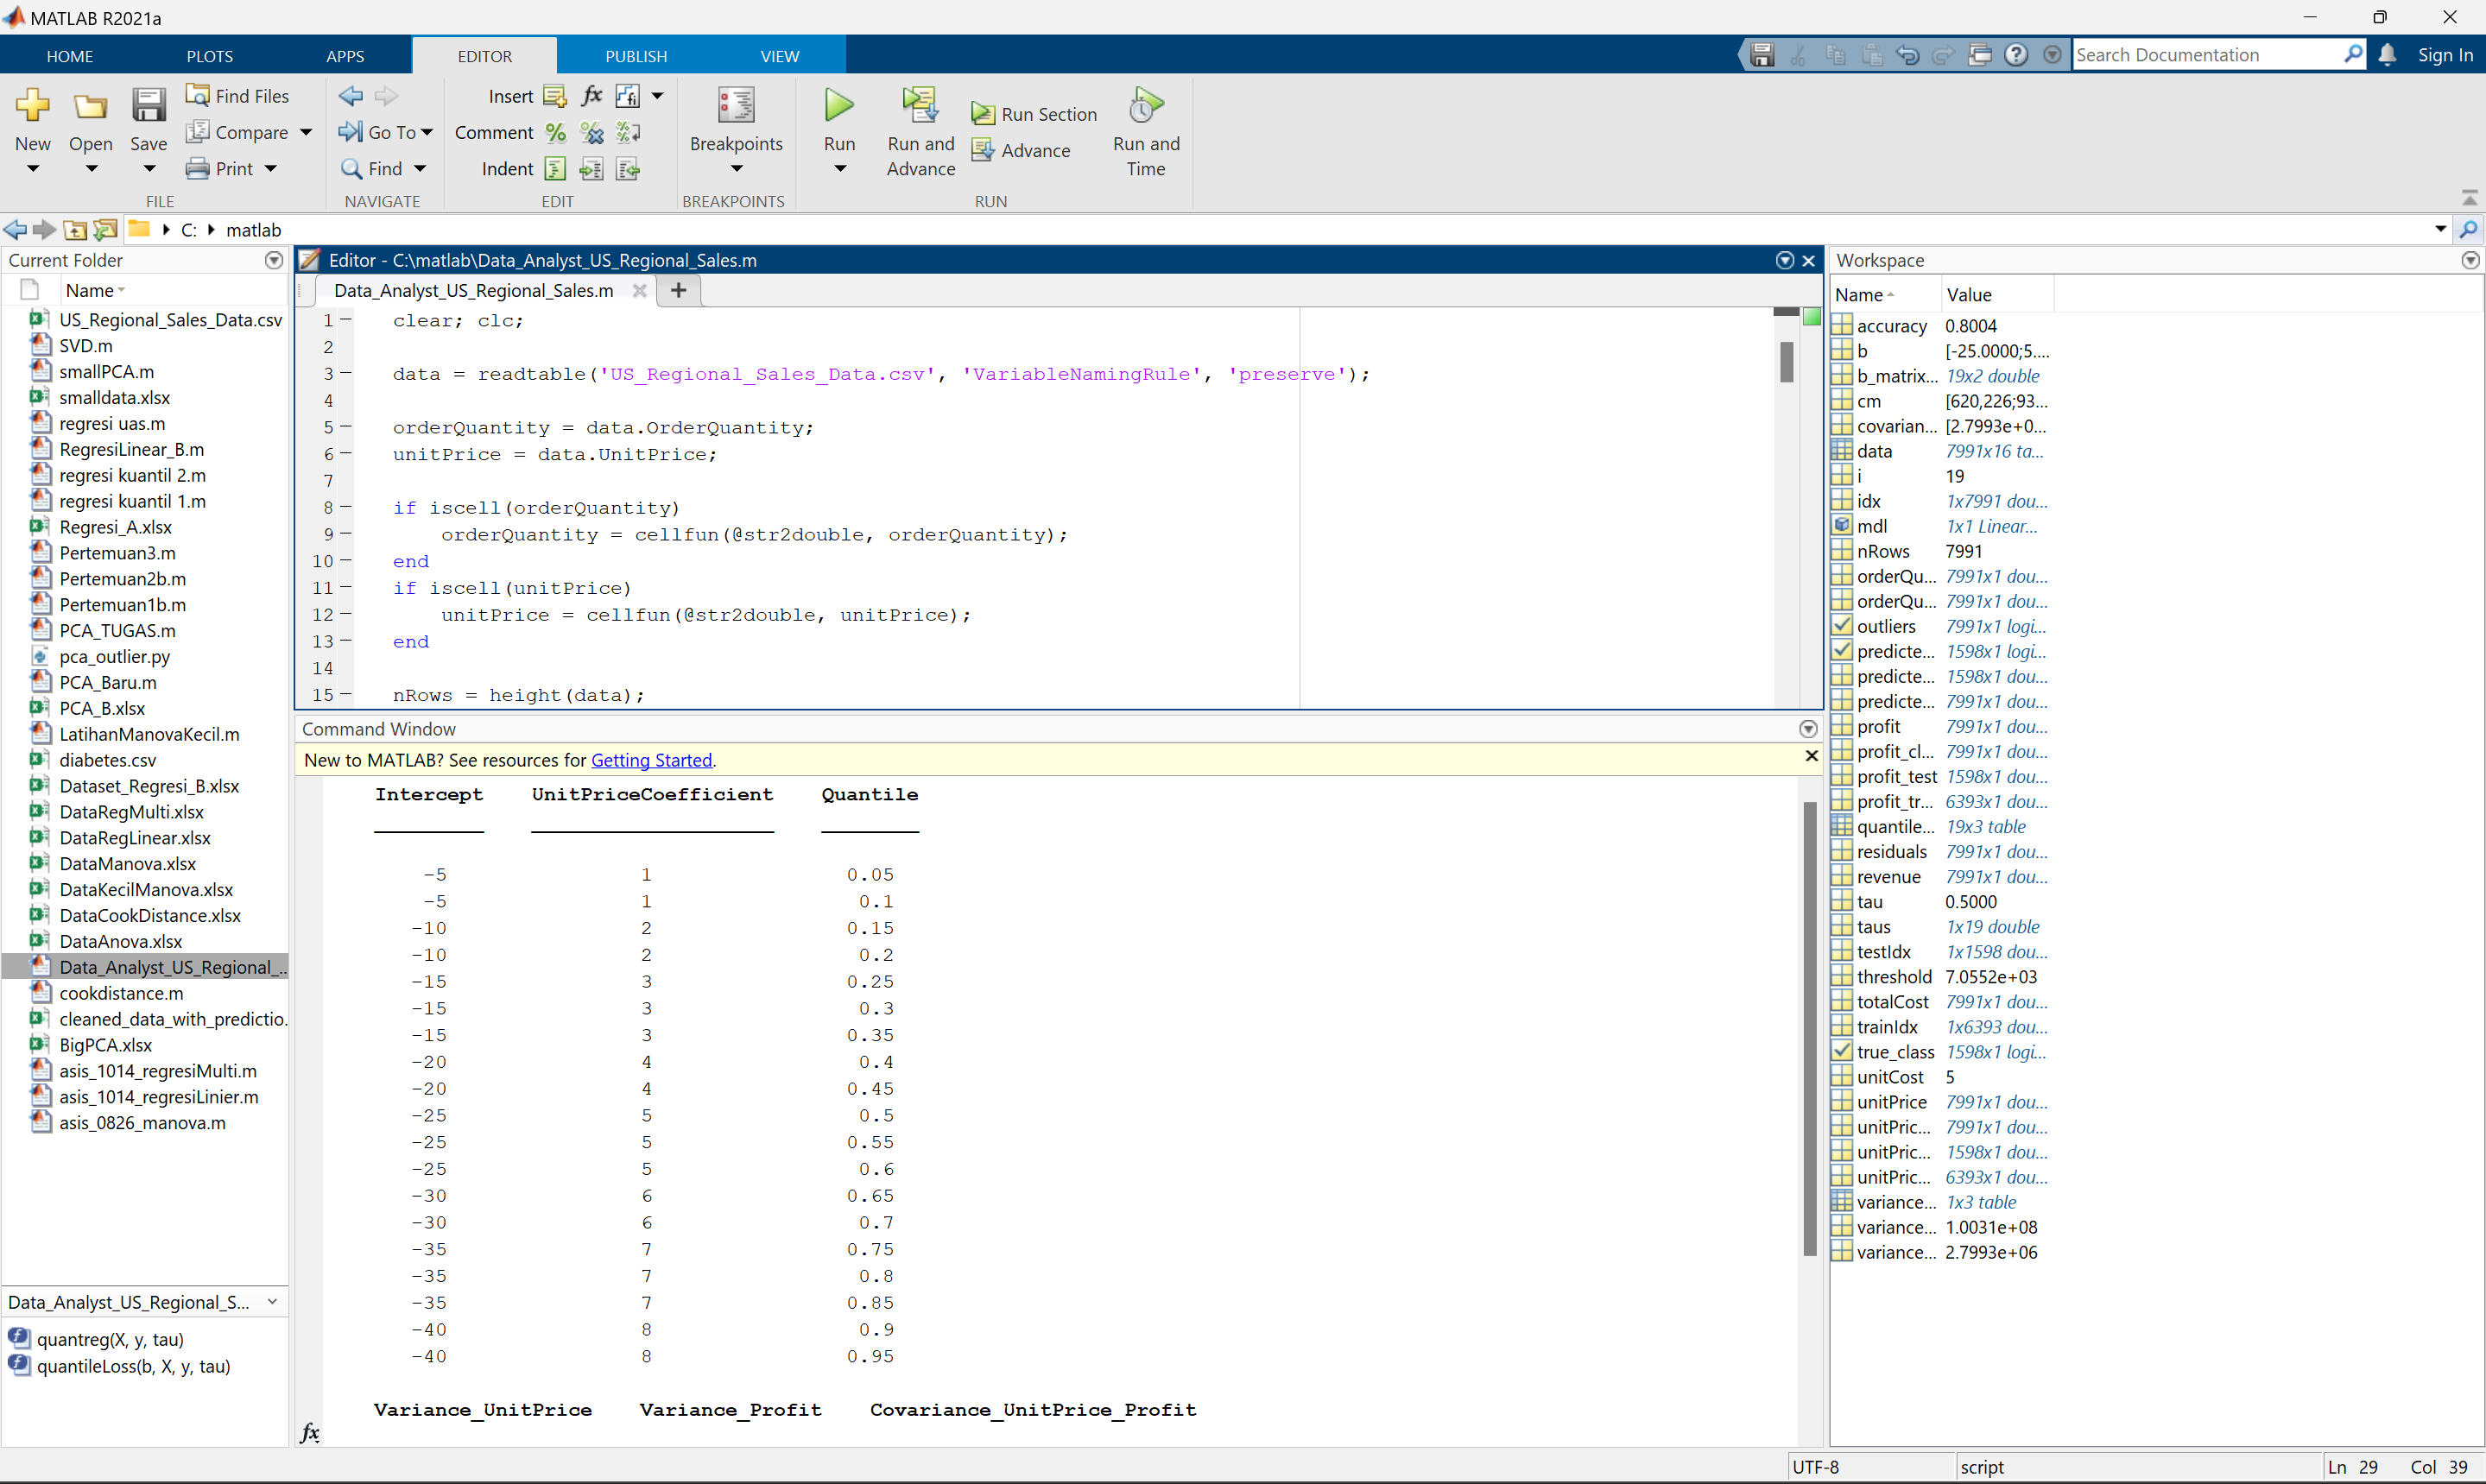 MATLAB R2021a
HOME PLOTS APPS EDITOR PUBLISH VIEW
Search Documentation
Sign In
New
Open
Save
Find Files
Compare
Print
FILE
Go To
Find
NAVIGATE
Insert
Comment
Indent
EDIT
Breakpoints
BREAKPOINTS
Run
Run and Advance
Run Section
Advance
Run and Time
RUN
C: matlab
Current Folder
Name
US_Regional_Sales_Data.csv
SVD.m
smallPCA.m
smalldata.xlsx
regresi uas.m
RegresiLinear_B.m
regresi kuantil 2.m
regresi kuantil 1.m
Regresi_A.xlsx
Pertemuan3.m
Pertemuan2b.m
Pertemuan1b.m
PCA_TUGAS.m
pca_outlier.py
PCA_Baru.m
PCA_B.xlsx
LatihanManovaKecil.m
diabetes.csv
Dataset_Regresi_B.xlsx
DataRegMulti.xlsx
DataRegLinear.xlsx
DataManova.xlsx
DataKecilManova.xlsx
DataCookDistance.xlsx
DataAnova.xlsx
Data_Analyst_US_Regional_...
cookdistance.m
cleaned_data_with_predictio.
BigPCA.xlsx
asis_1014_regresiMulti.m
asis_1014_regresiLinier.m
asis_0826_manova.m
Data_Analyst_US_Regional_S...
quantreg(X, y, tau)
quantileLoss(b, X, y, tau)
Editor - C:\matlab\Data_Analyst_US_Regional_Sales.m
Data_Analyst_US_Regional_Sales.m
1 clear; clc;
2
3 data = readtable('US_Regional_Sales_Data.csv', 'VariableNamingRule', 'preserve');
4
5 orderQuantity = data.OrderQuantity;
6 unitPrice = data.UnitPrice;
7
8 if iscell(orderQuantity)
9 orderQuantity = cellfun(@str2double, orderQuantity);
10 end
11 if iscell(unitPrice)
12 unitPrice = cellfun(@str2double, unitPrice);
13 end
14
15 nRows = height(data);
Command Window
New to MATLAB? See resources for Getting Started.
Intercept UnitPriceCoefficient Quantile
-5 1 0.05
-5 1 0.1
-10 2 0.15
-10 2 0.2
-15 3 0.25
-15 3 0.3
-15 3 0.35
-20 4 0.4
-20 4 0.45
-25 5 0.5
-25 5 0.55
-25 5 0.6
-30 6 0.65
-30 6 0.7
-35 7 0.75
-35 7 0.8
-35 7 0.85
-40 8 0.9
-40 8 0.95
Variance_UnitPrice Variance_Profit Covariance_UnitPrice_Profit
fx
Workspace
Name Value
accuracy 0.8004
b [-25.0000;5....
b_matrix... 19x2 double
cm [620,226;93...
covarian... [2.7993e+0...
data 7991x16 ta...
i 19
idx 1x7991 dou...
mdl 1x1 Linear...
nRows 7991
orderQu... 7991x1 dou...
orderQu... 7991x1 dou...
outliers 7991x1 logi...
predicte... 1598x1 logi...
predicte... 1598x1 dou...
predicte... 7991x1 dou...
profit 7991x1 dou...
profit_cl... 7991x1 dou...
profit_test 1598x1 dou...
profit_tr... 6393x1 dou...
quantile... 19x3 table
residuals 7991x1 dou...
revenue 7991x1 dou...
tau 0.5000
taus 1x19 double
testIdx 1x1598 dou...
threshold 7.0552e+03
totalCost 7991x1 dou...
trainIdx 1x6393 dou...
true_class 1598x1 logi...
unitCost 5
unitPrice 7991x1 dou...
unitPric... 7991x1 dou...
unitPric... 1598x1 dou...
unitPric... 6393x1 dou...
variance... 1x3 table
variance... 1.0031e+08
variance... 2.7993e+06
UTF-8
script
Ln 29 Col 39